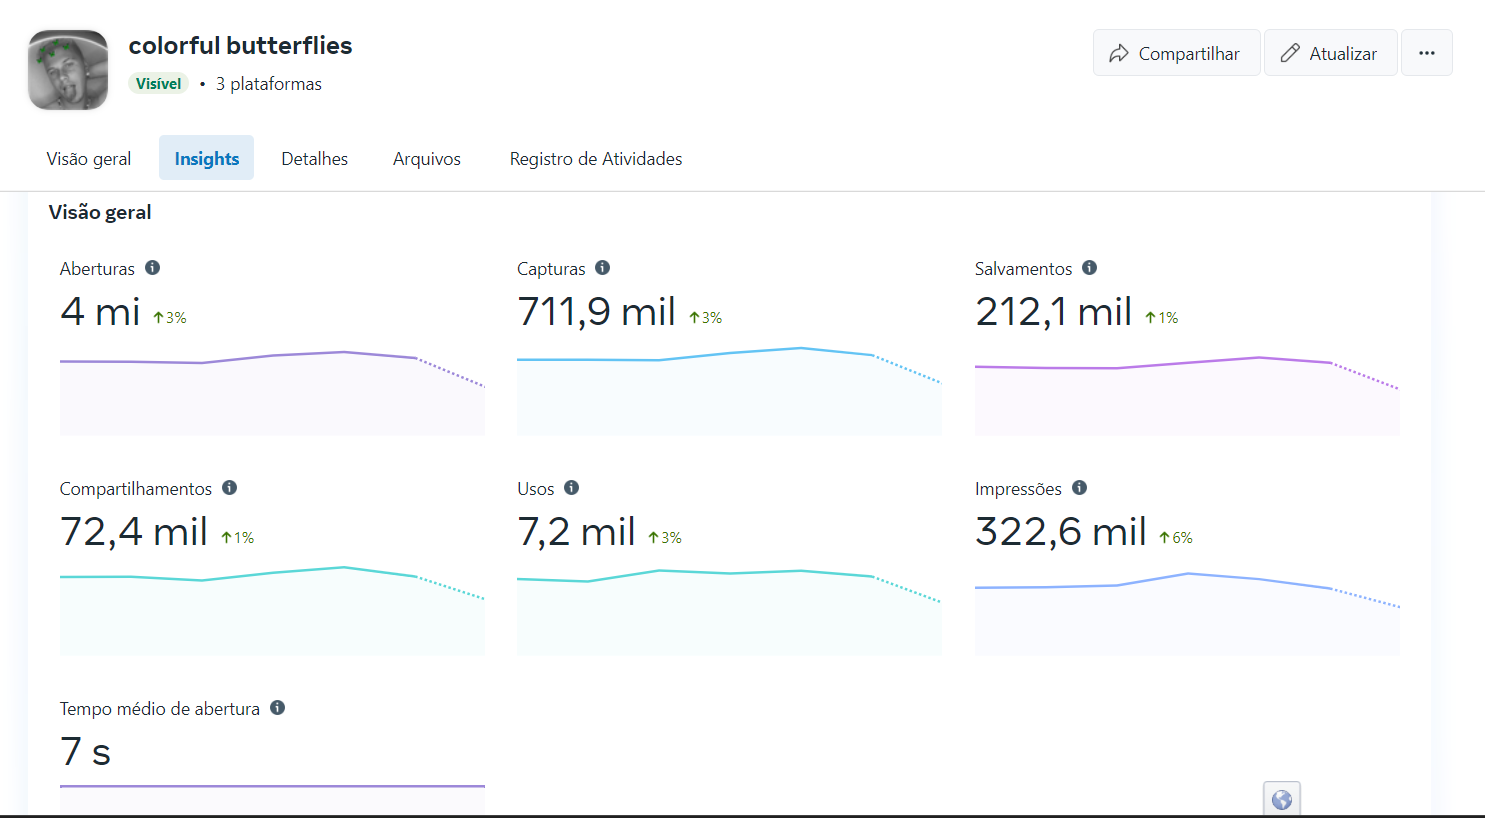 colorful butterflies
Visível • 3 plataformas
Compartilhar
Atualizar
Visão geral
Insights
Detalhes
Arquivos
Registro de Atividades
Visão geral
Aberturas
4 mi ↑3%
Capturas
711,9 mil ↑3%
Salvamentos
212,1 mil ↑1%
Compartilhamentos
72,4 mil ↑1%
Usos
7,2 mil ↑3%
Impressões
322,6 mil ↑6%
Tempo médio de abertura
7 s